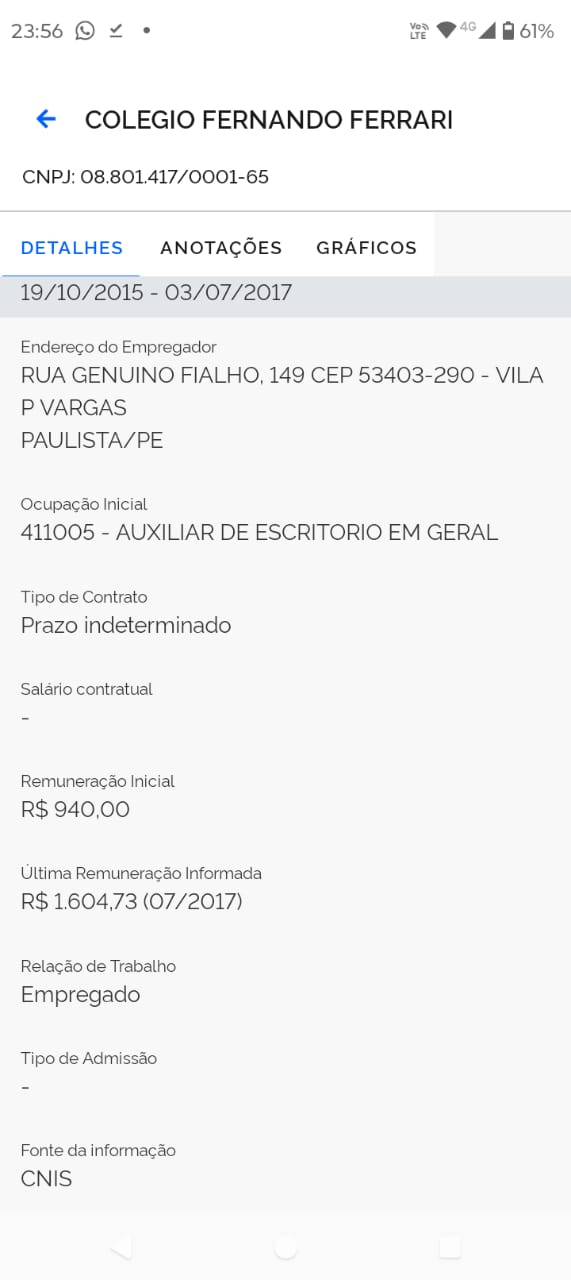 23:56 Vo LTE 4G 61%
COLEGIO FERNANDO FERRARI
CNPJ: 08.801.417/0001-65
DETALHES ANOTAÇÕES GRÁFICOS
19/10/2015 - 03/07/2017
Endereço do Empregador
RUA GENUINO FIALHO, 149 CEP 53403-290 - VILA
P VARGAS
PAULISTA/PE
Ocupação Inicial
411005 - AUXILIAR DE ESCRITORIO EM GERAL
Tipo de Contrato
Prazo indeterminado
Salário contratual
-
Remuneração Inicial
R$ 940,00
Última Remuneração Informada
R$ 1.604,73 (07/2017)
Relação de Trabalho
Empregado
Tipo de Admissão
-
Fonte da informação
CNIS